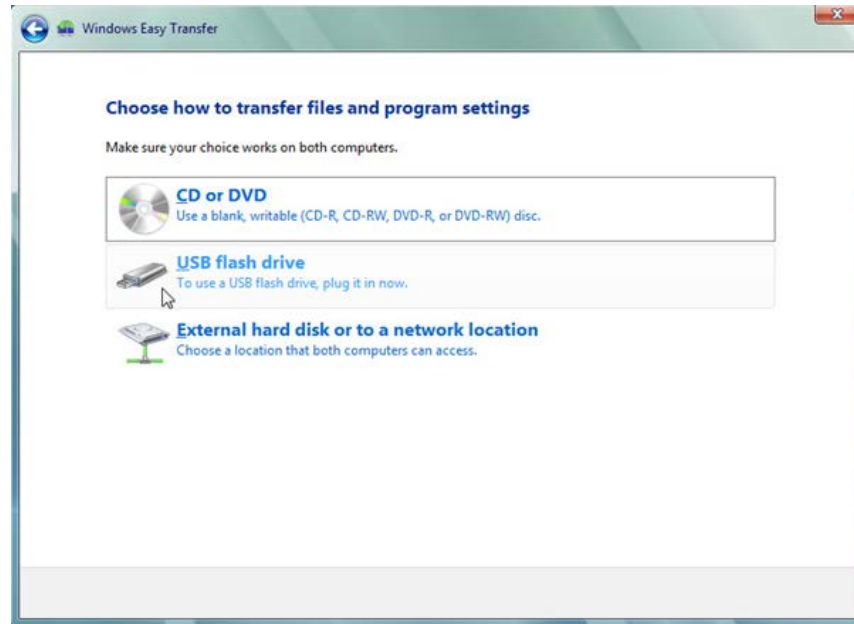 Windows Easy Transfer
Choose how to transfer files and program settings
Make sure your choice works on both computers.
CD or DVD
Use a blank, writable (CD-R, CD-RW, DVD-R, or DVD-RW) disc.
USB flash drive
To use a USB flash drive, plug it in now.
External hard disk or to a network location
Choose a location that both computers can access.